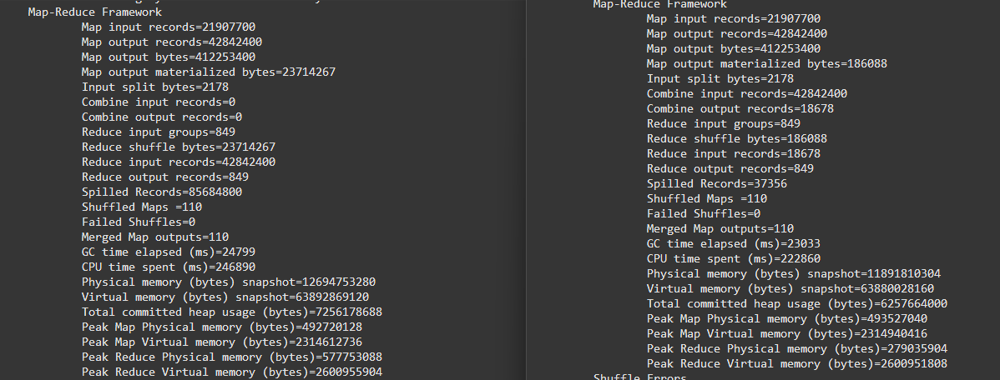 Map-Reduce Framework
Map input records=21907700
Map output records=42842400
Map output bytes=412253400
Map output materialized bytes=23714267
Input split bytes=2178
Combine input records=0
Combine output records=0
Reduce input groups=849
Reduce shuffle bytes=23714267
Reduce input records=42842400
Reduce output records=849
Spilled Records=85684800
Shuffled Maps =110
Failed Shuffles=0
Merged Map outputs=110
GC time elapsed (ms)=24799
CPU time spent (ms)=246890
Physical memory (bytes) snapshot=12694753280
Virtual memory (bytes) snapshot=63892869120
Total committed heap usage (bytes)=7256178688
Peak Map Physical memory (bytes)=492720128
Peak Map Virtual memory (bytes)=2314612736
Peak Reduce Physical memory (bytes)=577753088
Peak Reduce Virtual memory (bytes)=2600955904
Map-Reduce Framework
Map input records=21907700
Map output records=42842400
Map output bytes=412253400
Map output materialized bytes=186088
Input split bytes=2178
Combine input records=42842400
Combine output records=18678
Reduce input groups=849
Reduce shuffle bytes=186088
Reduce input records=18678
Reduce output records=849
Spilled Records=37356
Shuffled Maps =110
Failed Shuffles=0
Merged Map outputs=110
GC time elapsed (ms)=23033
CPU time spent (ms)=222860
Physical memory (bytes) snapshot=11891810304
Virtual memory (bytes) snapshot=63880028160
Total committed heap usage (bytes)=6257664000
Peak Map Physical memory (bytes)=493527040
Peak Map Virtual memory (bytes)=2314940416
Peak Reduce Physical memory (bytes)=279035904
Peak Reduce Virtual memory (bytes)=2600951808
Shuffle Errors